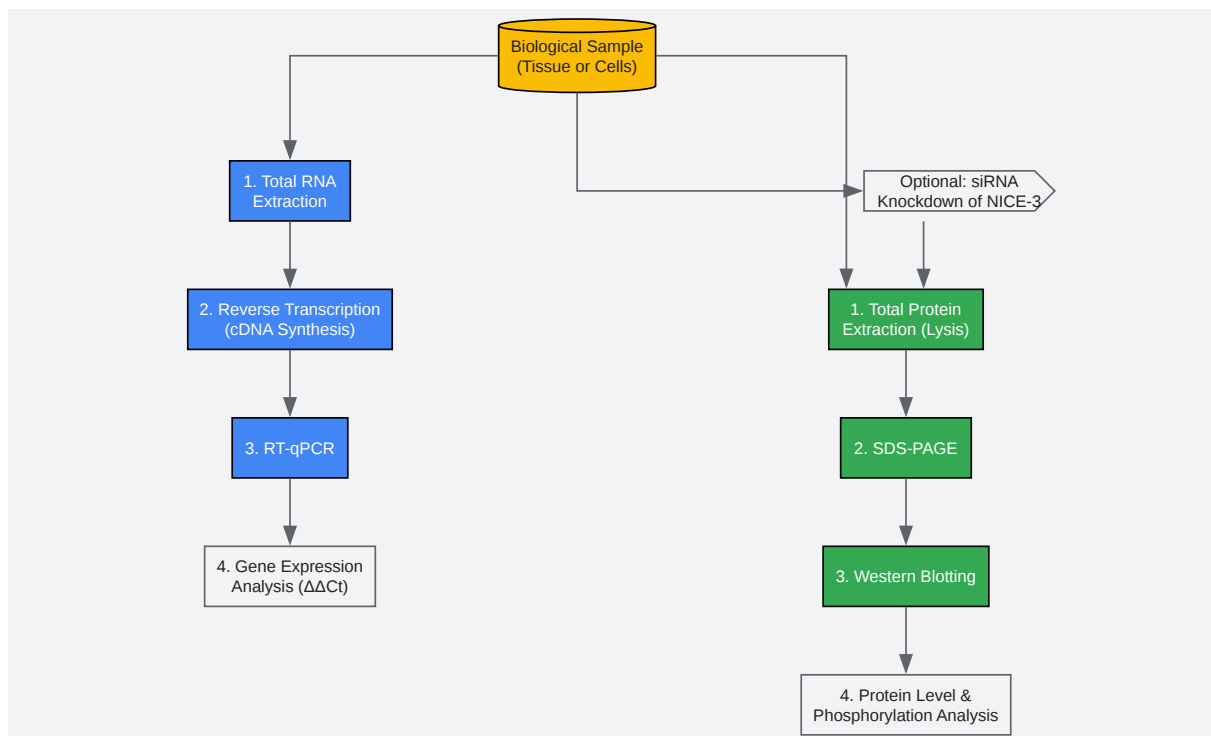 Biological Sample
(Tissue or Cells)
1. Total RNA
Extraction
2. Reverse Transcription
(cDNA Synthesis)
3. RT-qPCR
4. Gene Expression
Analysis (ΔΔCt)
Optional: siRNA
Knockdown of NICE-3
1. Total Protein
Extraction (Lysis)
2. SDS-PAGE
3. Western Blotting
4. Protein Level &
Phosphorylation Analysis